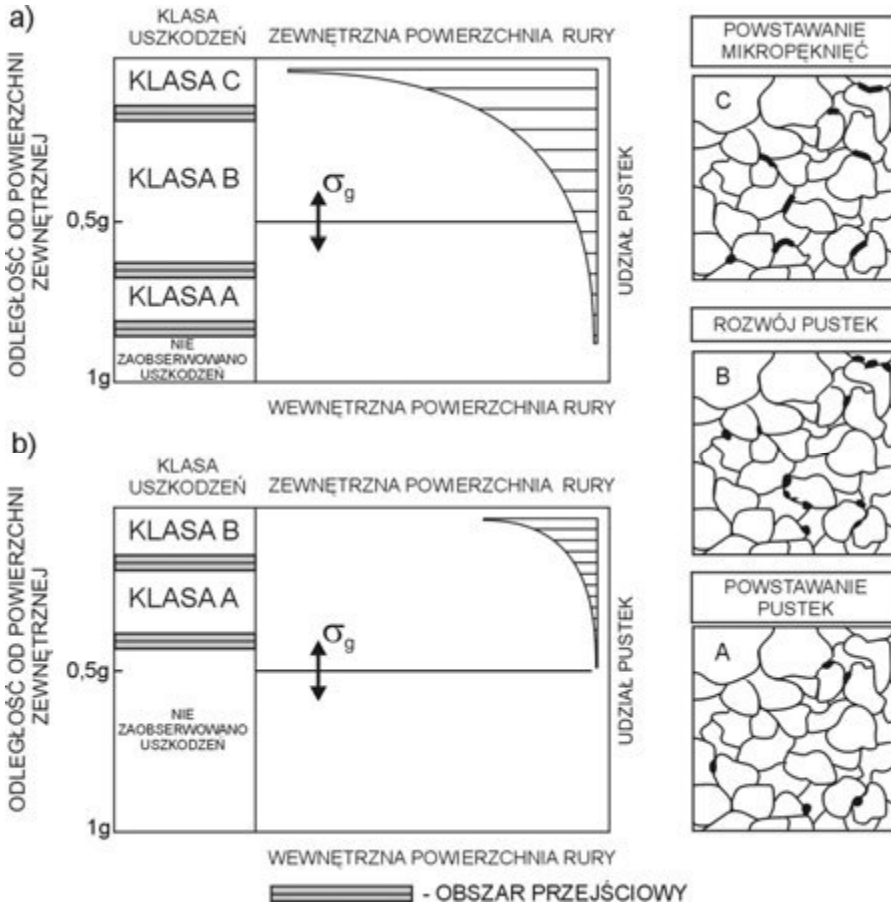 a)
KLASA
USZKODZEŃ
ZEWNĘTRZNA POWIERZCHNIA RURY
ODLEGŁOŚĆ OD POWIERZCHNI
ZEWNĘTRZNEJ
KLASA C
KLASA B
σg
0,5g
KLASA A
NIE
ZAOBSERWOWANO
USZKODZEŃ
1g
UDZIAŁ PUSTEK
WEWNĘTRZNA POWIERZCHNIA RURY
b)
KLASA
USZKODZEŃ
ZEWNĘTRZNA POWIERZCHNIA RURY
ODLEGŁOŚĆ OD POWIERZCHNI
ZEWNĘTRZNEJ
KLASA B
KLASA A
σg
0,5g
NIE
ZAOBSERWOWANO
USZKODZEŃ
1g
UDZIAŁ PUSTEK
WEWNĘTRZNA POWIERZCHNIA RURY
- OBSZAR PRZEJŚCIOWY
POWSTAWANIE
MIKROPĘKNIĘĆ
C
ROZWÓJ PUSTEK
B
POWSTAWANIE
PUSTEK
A